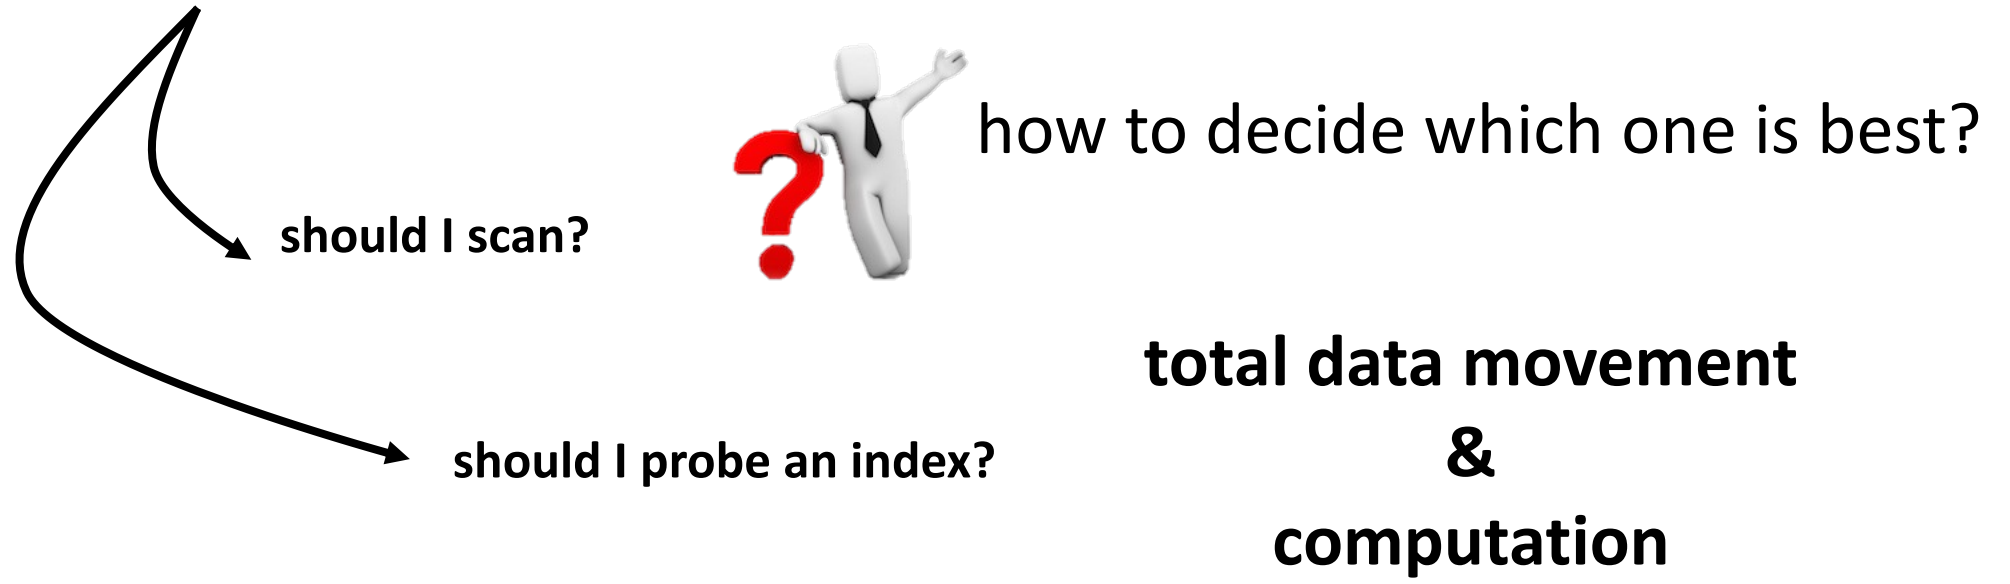 how to decide which one is best?
should I scan?
total data movement
&
computation
should I probe an index?